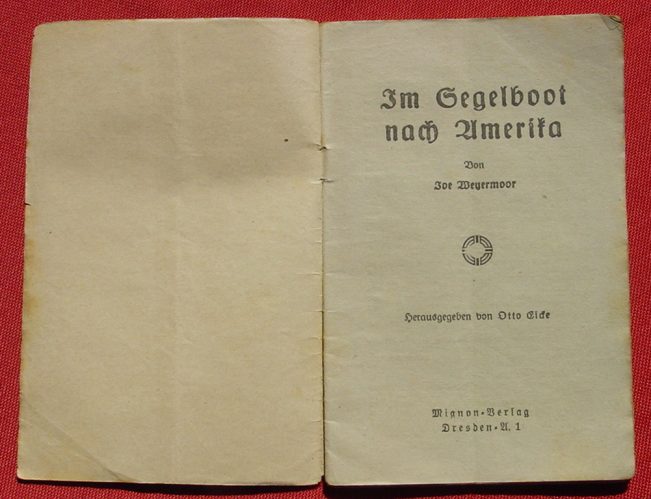 Im Segelboot
nach Amerika
Von
Joe Weyermoor
Herausgegeben von Otto Eicke
Mignon-Verlag
Dresden-A. 1